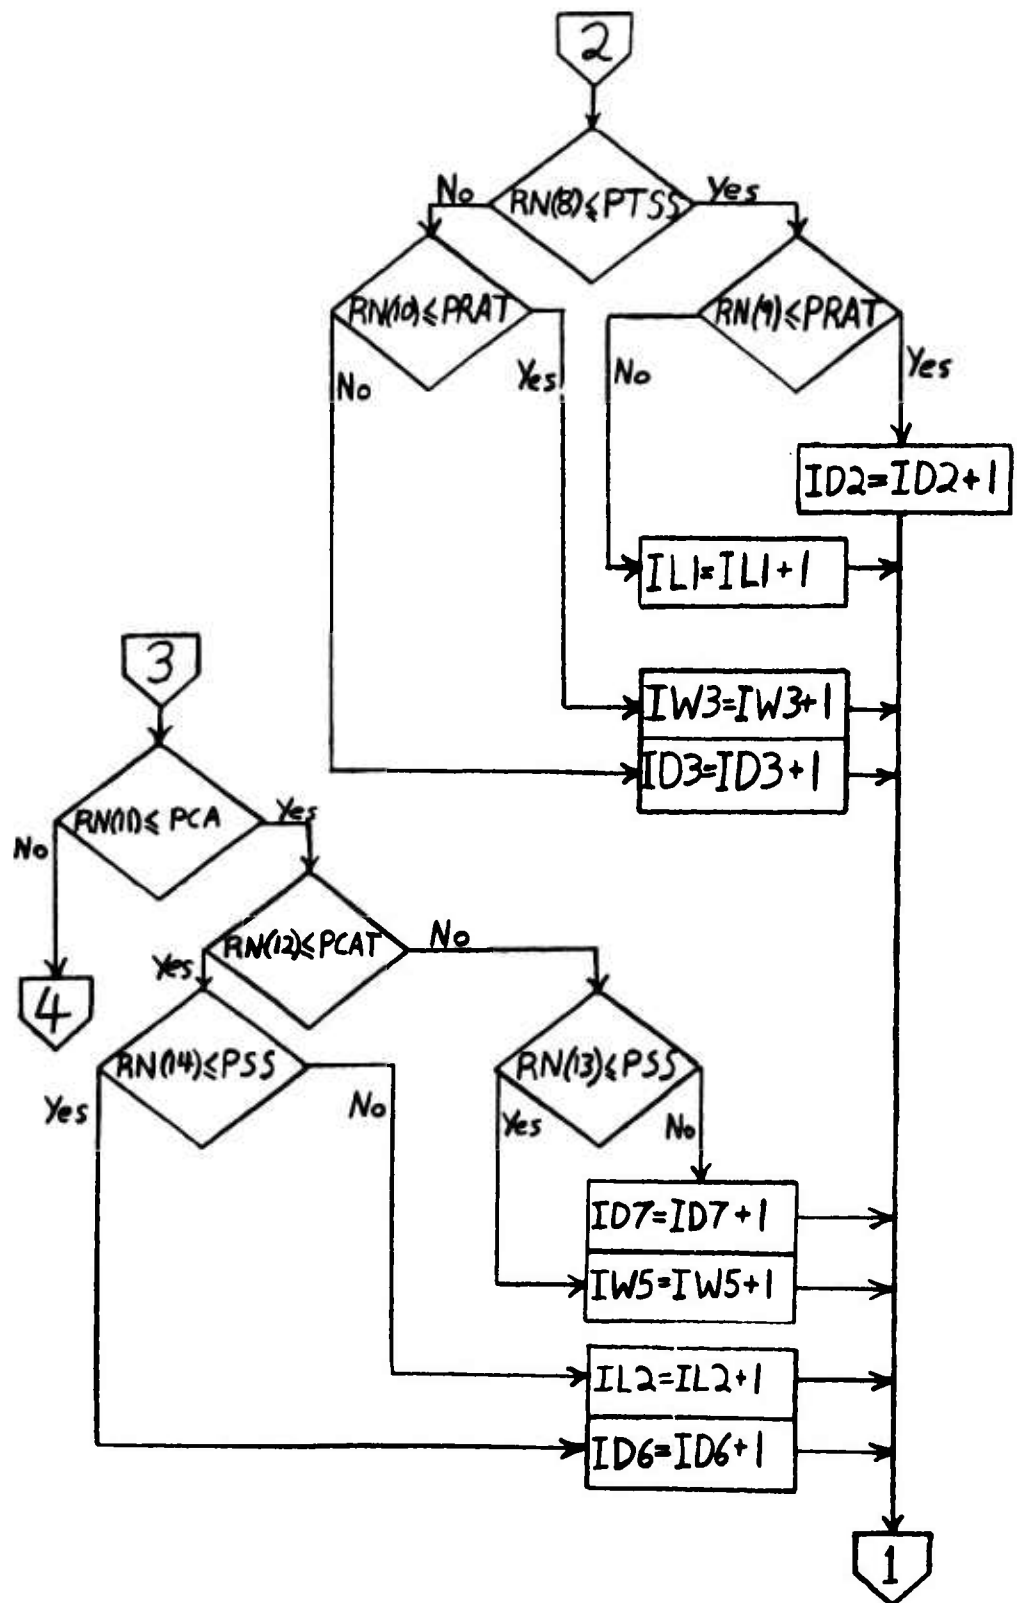 2
No
RN(8)≤PTSS
Yes
RN(10)≤PRAT
RN(9)≤PRAT
No
Yes
No
Yes
ID2=ID2+1
IL1=IL1+1
3
IW3=IW3+1
ID3=ID3+1
RN(11)≤PCA
Yes
No
RN(12)≤PCAT
No
Yes
4
RN(14)≤PSS
RN(13)≤PSS
Yes
No
Yes
No
ID7=ID7+1
IW5=IW5+1
IL2=IL2+1
ID6=ID6+1
1